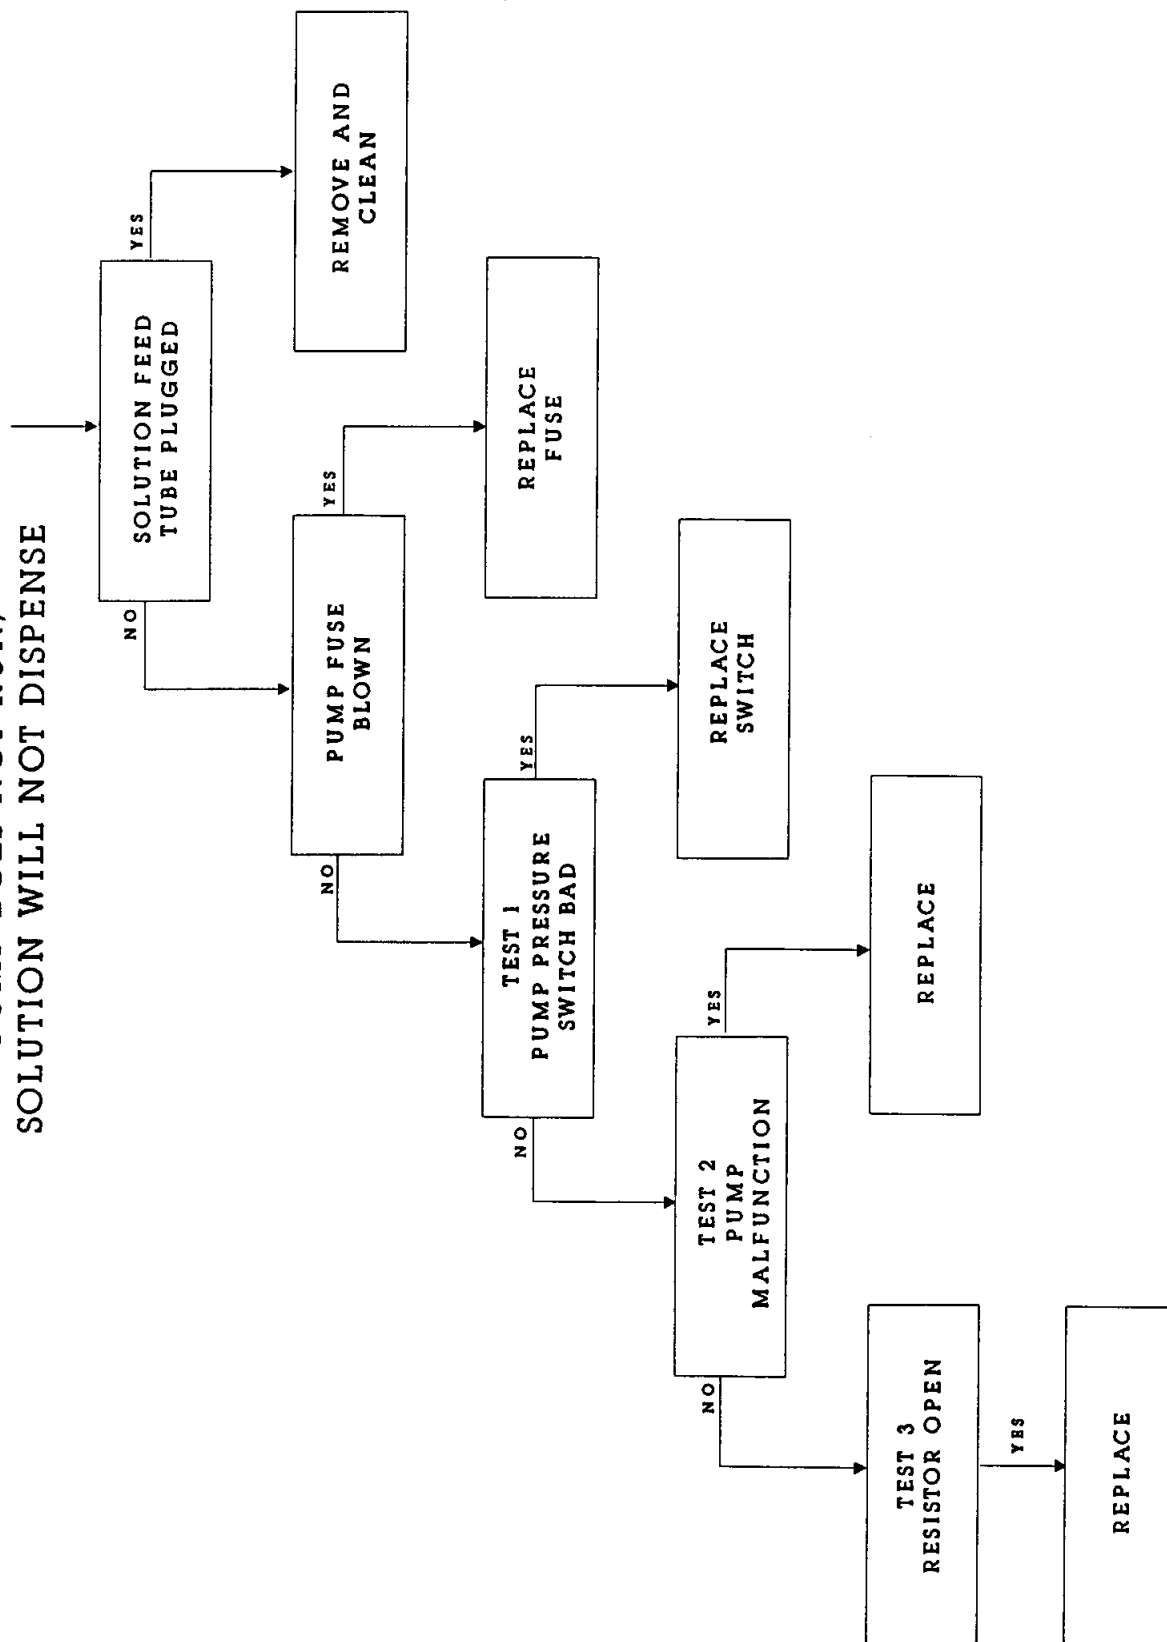 SOLUTION WILL NOT DISPENSE
SOLUTION FEED
TUBE PLUGGED
NO
YES
PUMP FUSE
BLOWN
REMOVE AND
CLEAN
NO
YES
TEST 1
PUMP PRESSURE
SWITCH BAD
REPLACE
FUSE
NO
YES
TEST 2
PUMP
MALFUNCTION
REPLACE
SWITCH
NO
YES
TEST 3
RESISTOR OPEN
REPLACE
YES
REPLACE